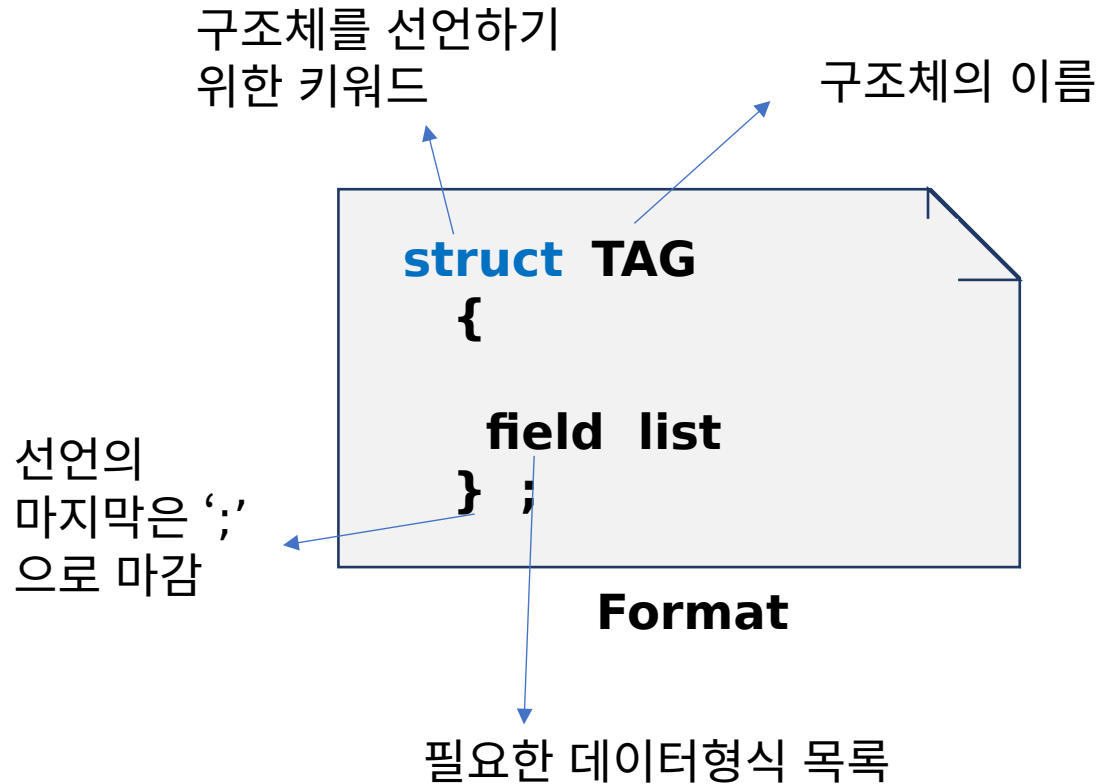 구조체를 선언하기
위한 키워드
구조체의 이름
struct TAG
{
field list
} ;
선언의
마지막은 ‘;’
으로 마감
Format
필요한 데이터형식 목록